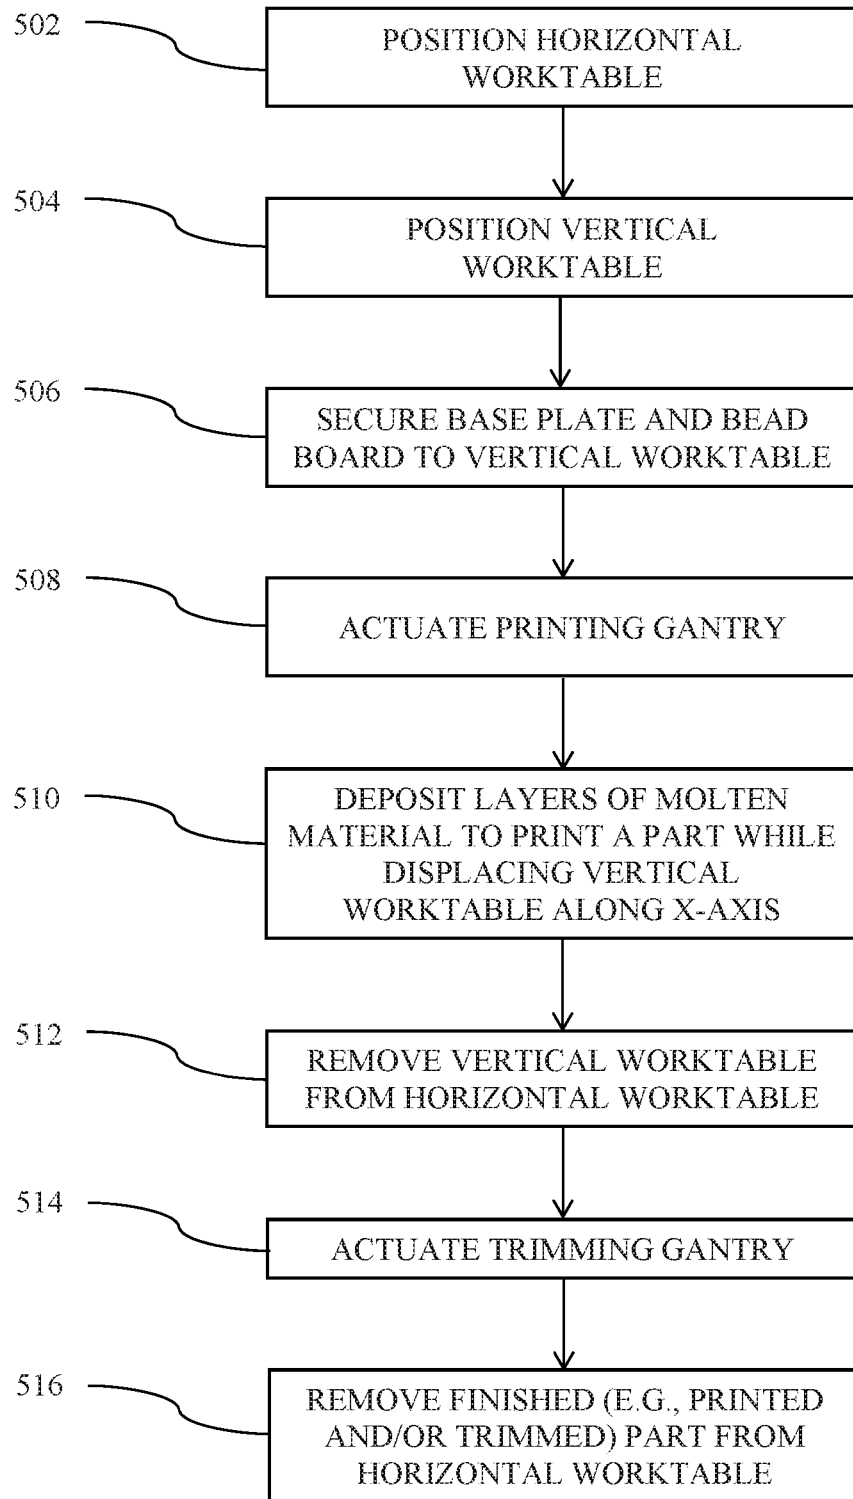 502
POSITION HORIZONTAL
WORKTABLE
504
POSITION VERTICAL
WORKTABLE
506
SECURE BASE PLATE AND BEAD
BOARD TO VERTICAL WORKTABLE
508
ACTUATE PRINTING GANTRY
510
DEPOSIT LAYERS OF MOLTEN
MATERIAL TO PRINT A PART WHILE
DISPLACING VERTICAL
WORKTABLE ALONG X-AXIS
512
REMOVE VERTICAL WORKTABLE
FROM HORIZONTAL WORKTABLE
514
ACTUATE TRIMMING GANTRY
516
REMOVE FINISHED (E.G., PRINTED
AND/OR TRIMMED) PART FROM
HORIZONTAL WORKTABLE